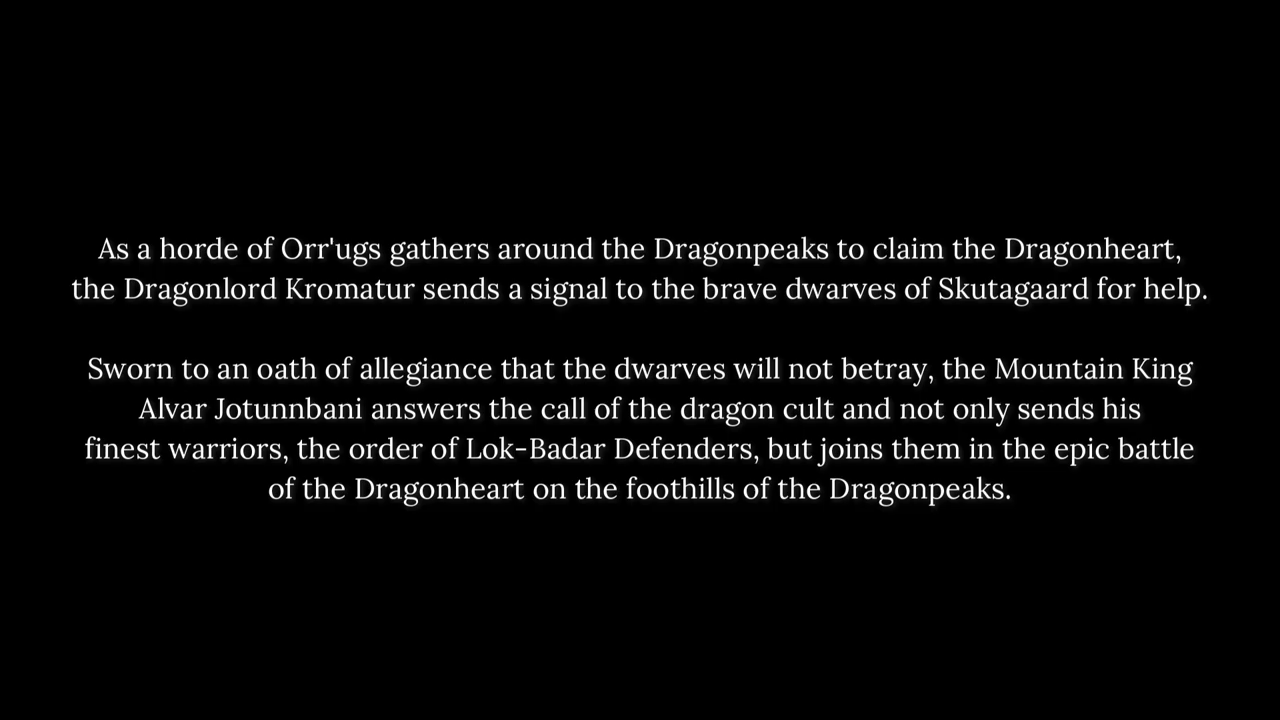 As a horde of Orr'ugs gathers around the Dragonpeaks to claim the Dragonheart,
the Dragonlord Kromatur sends a signal to the brave dwarves of Skutagaard for help.
Sworn to an oath of allegiance that the dwarves will not betray, the Mountain King
Alvar Jotunnbani answers the call of the dragon cult and not only sends his
finest warriors, the order of Lok-Badar Defenders, but joins them in the epic battle
of the Dragonheart on the foothills of the Dragonpeaks.